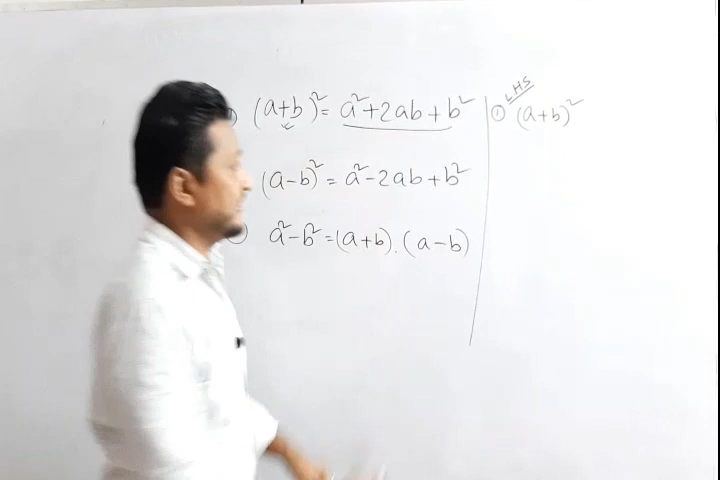 (a+b)² = a²+2ab+b²
(a-b)² = a²-2ab+b²
a²-b² = (a+b).(a-b)
LHS
① (a+b)²